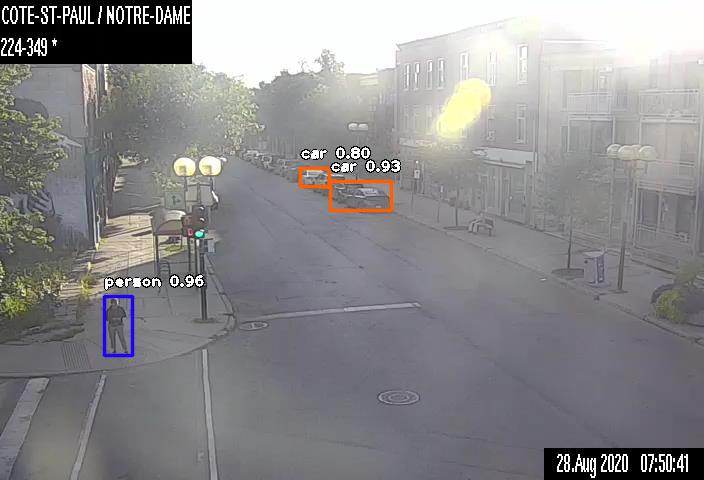 COTE-ST-PAUL / NOTRE-DAME
224-349 *
car 0.80
car 0.93
person 0.96
28.Aug 2020 07:50:41